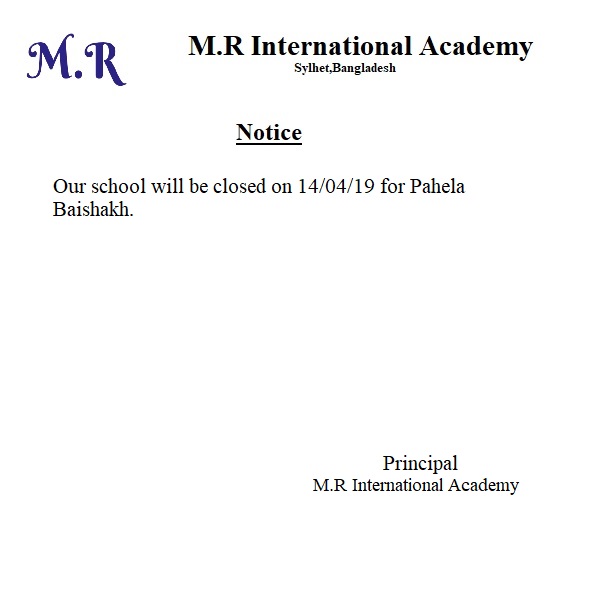 M.R
M.R International Academy
Sylhet,Bangladesh
Notice
Our school will be closed on 14/04/19 for Pahela
Baishakh.
Principal
M.R International Academy